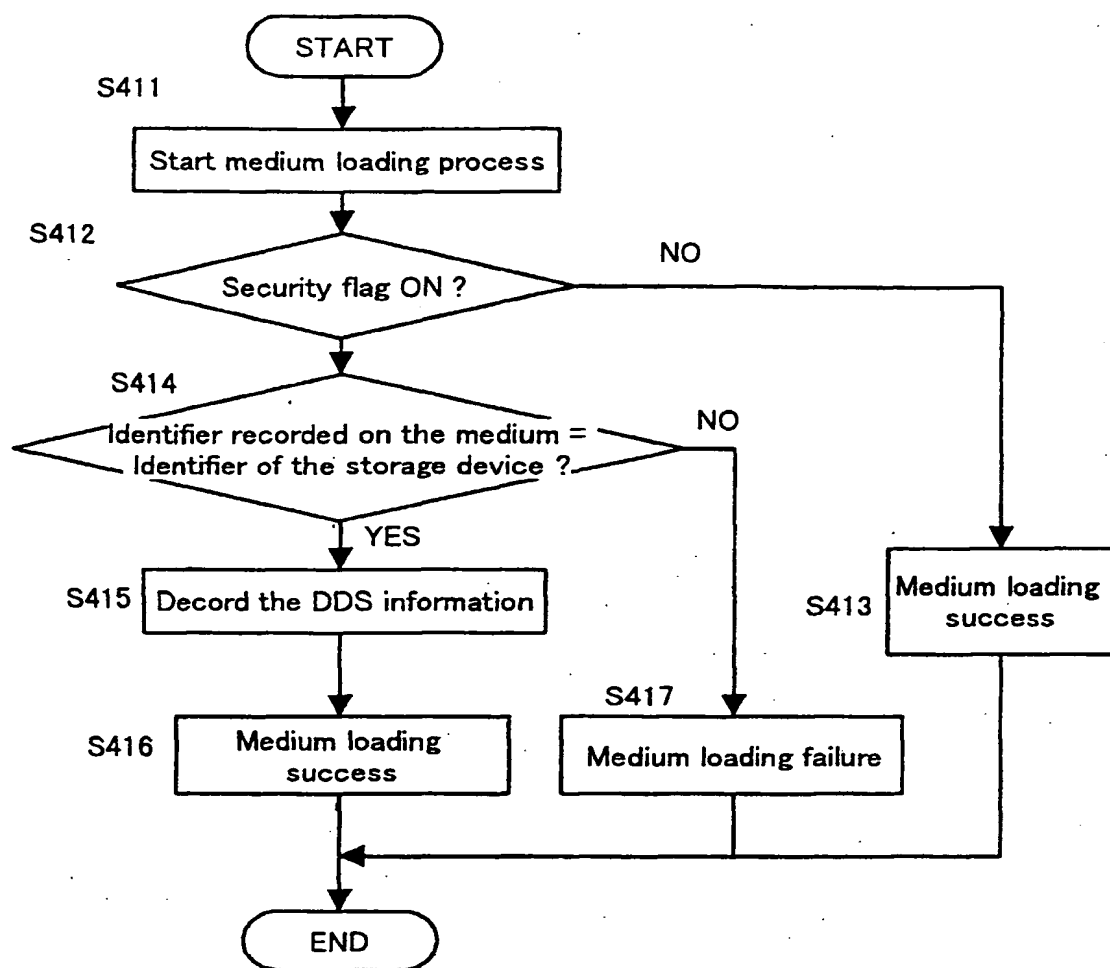 START
S411
Start medium loading process
S412
Security flag ON ?
NO
S414
Identifier recorded on the medium =
Identifier of the storage device ?
NO
YES
S415
Decord the DDS information
S413
Medium loading
success
S416
Medium loading
success
S417
Medium loading failure
END